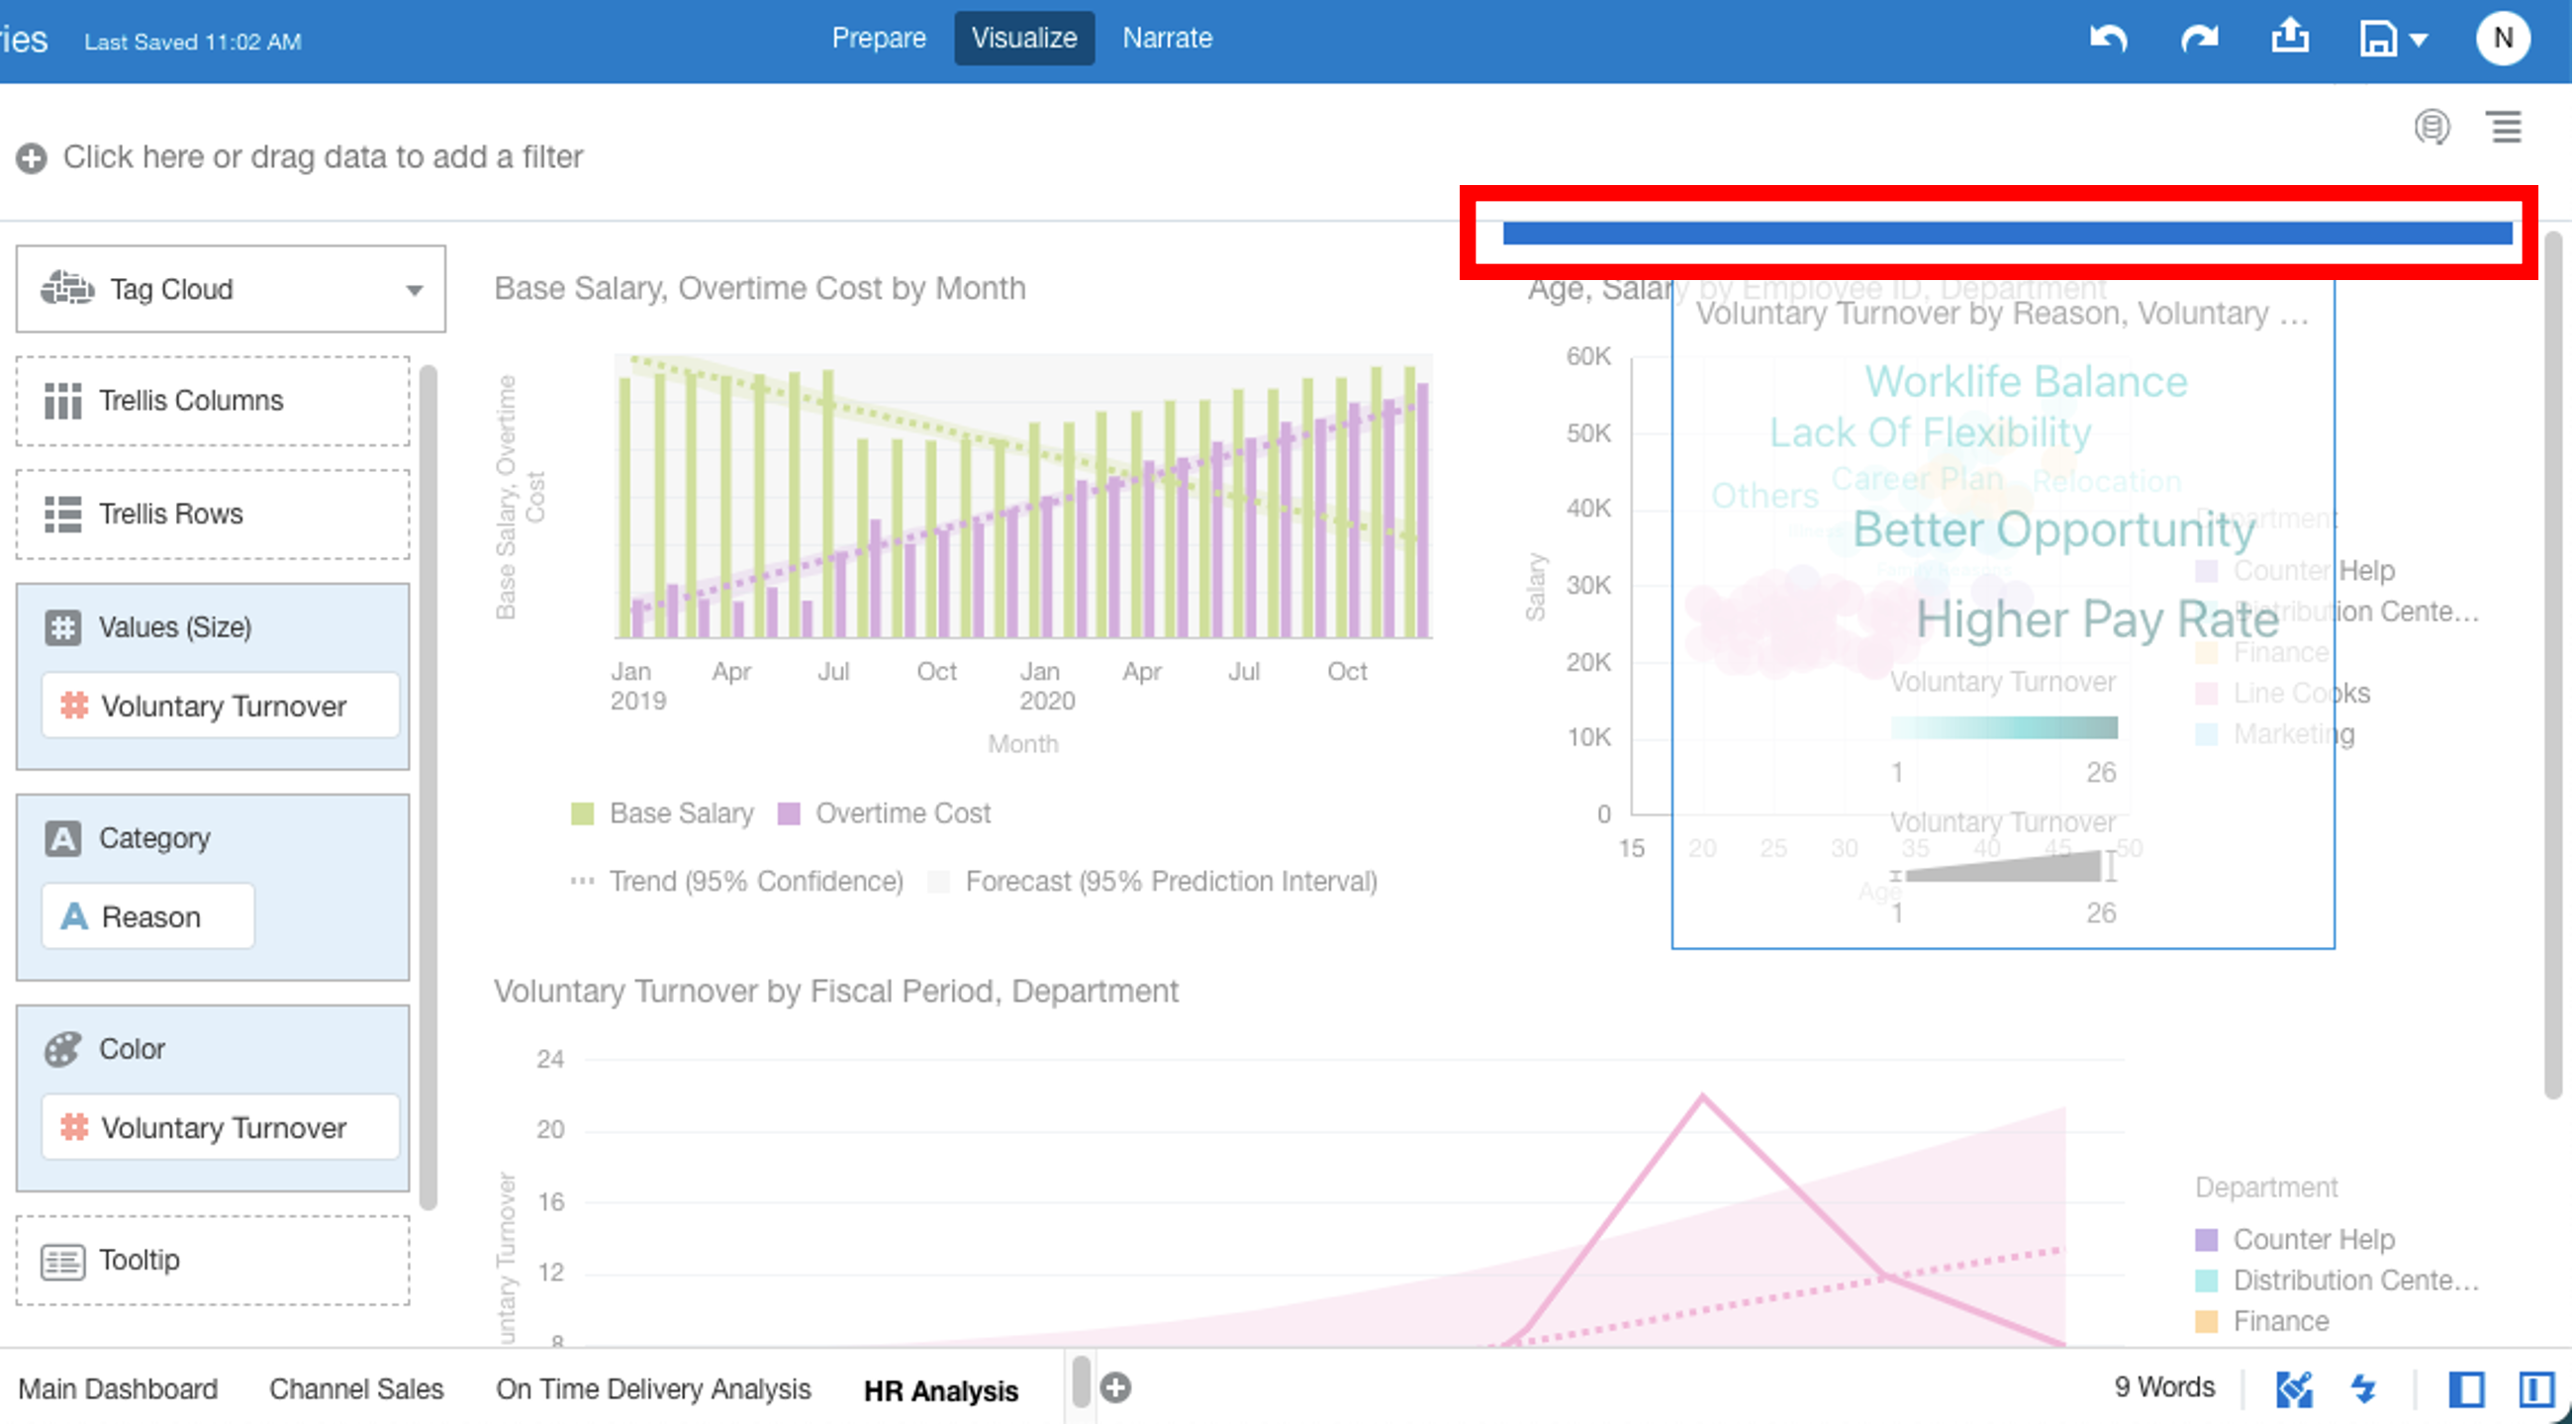 ries
Last Saved 11:02 AM
Prepare
Visualize
Narrate
N
Click here or drag data to add a filter
Tag Cloud
Trellis Columns
Trellis Rows
Values (Size)
Voluntary Turnover
Category
A Reason
Color
Voluntary Turnover
Tooltip
Base Salary, Overtime Cost by Month
Base Salary, Overtime
Cost
Jan Apr Jul Oct Jan Apr Jul Oct
2019 2020
Month
Base Salary Overtime Cost
Trend (95% Confidence) Forecast (95% Prediction Interval)
Age, Salary by Employee ID, Department
Voluntary Turnover by Reason, Voluntary ...
Salary
60K
50K
40K
30K
20K
10K
0
15 20 25 30 35 40 45 50
Age
Worklife Balance
Lack Of Flexibility
Career Plan Relocation
Others
Better Opportunity
Higher Pay Rate
Voluntary Turnover
1 26
Voluntary Turnover
1 26
Department
Counter Help
Distribution Cente...
Finance
Line Cooks
Marketing
Voluntary Turnover by Fiscal Period, Department
untary Turnover
24
20
16
12
8
Department
Counter Help
Distribution Cente...
Finance
Main Dashboard
Channel Sales
On Time Delivery Analysis
HR Analysis
9 Words